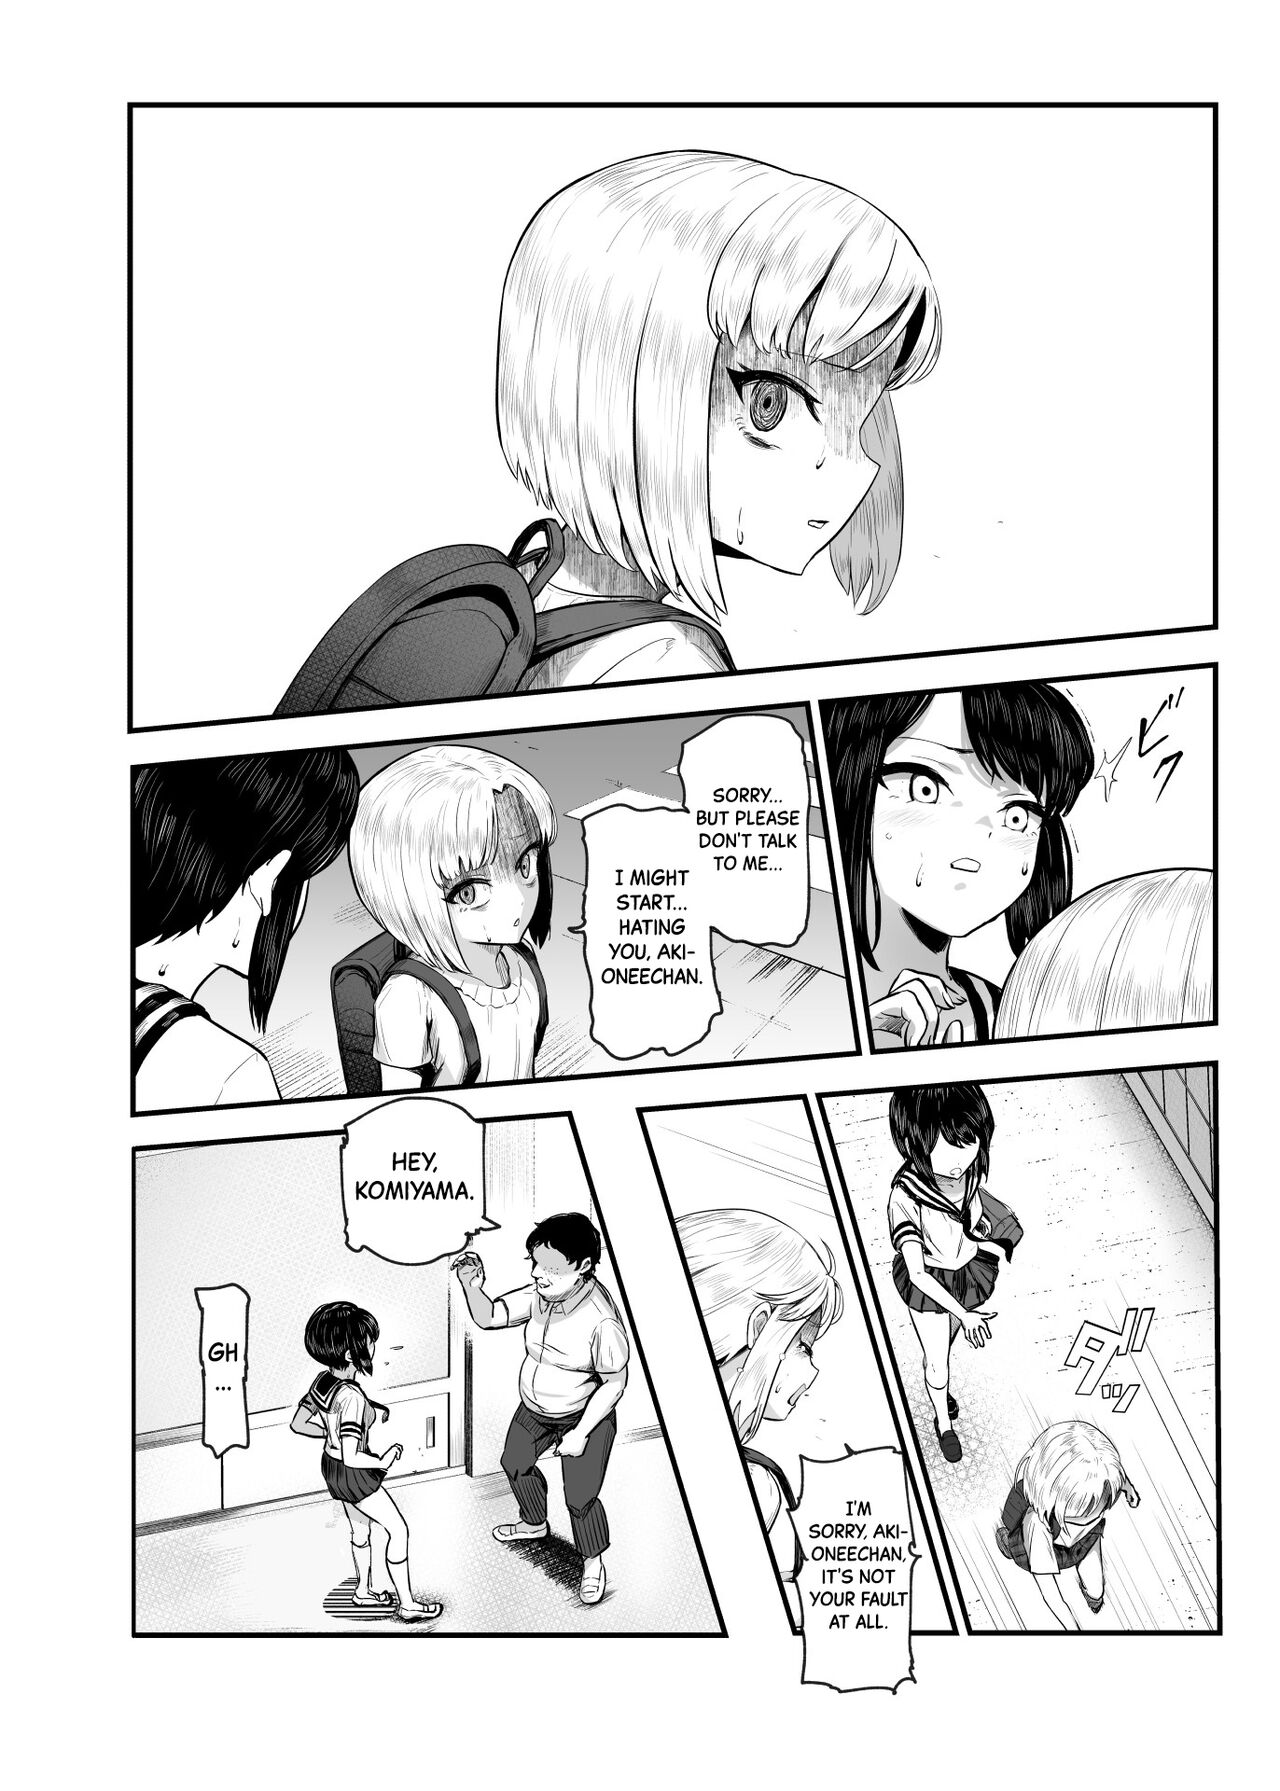 ビク
SORRY...
BUT PLEASE
DON'T TALK
TO ME...
I MIGHT
START...
HATING
YOU, AKI-
ONEECHAN.
ダダッ
I'M
SORRY, AKI-
ONEECHAN,
IT'S NOT
YOUR FAULT
AT ALL.
HEY,
KOMIYAMA.
GH
...